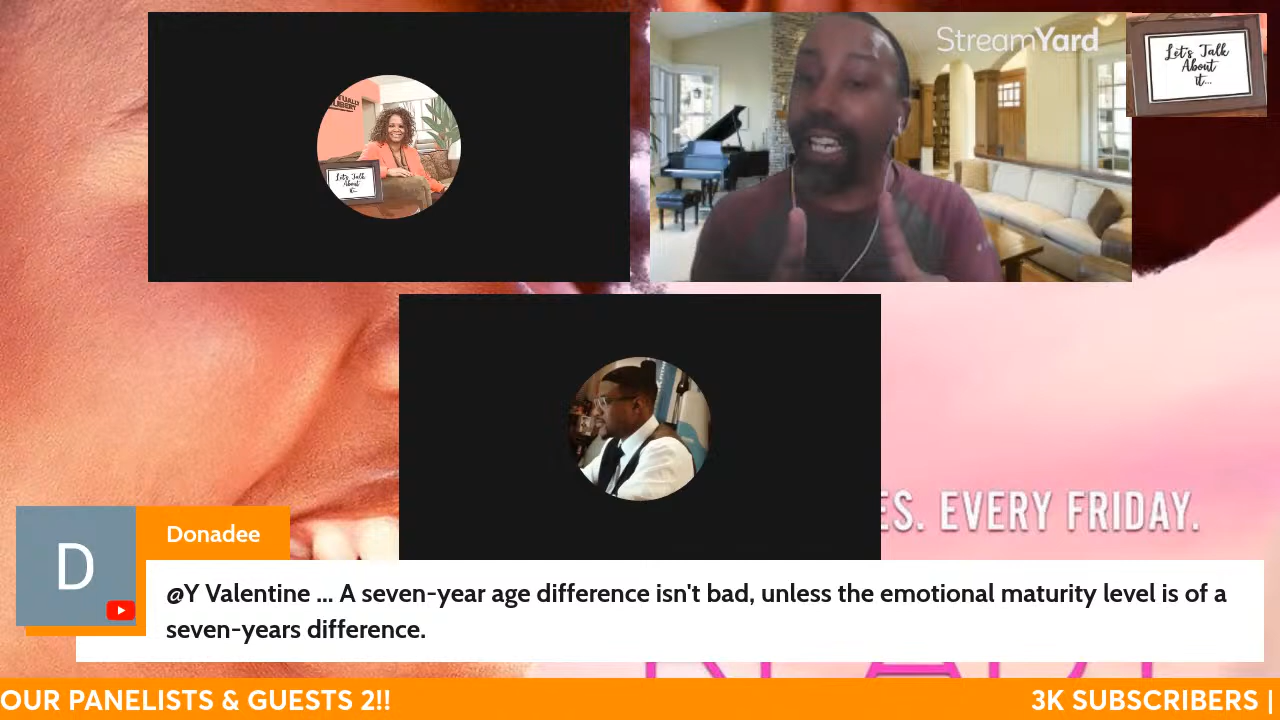 StreamYard
Let's Talk
About
it...
Let's Talk
About
it...
ES. EVERY FRIDAY.
D
Donadee
@Y Valentine ... A seven-year age difference isn't bad, unless the emotional maturity level is of a
seven-years difference.
OUR PANELISTS & GUESTS 2!!
3K SUBSCRIBERS |